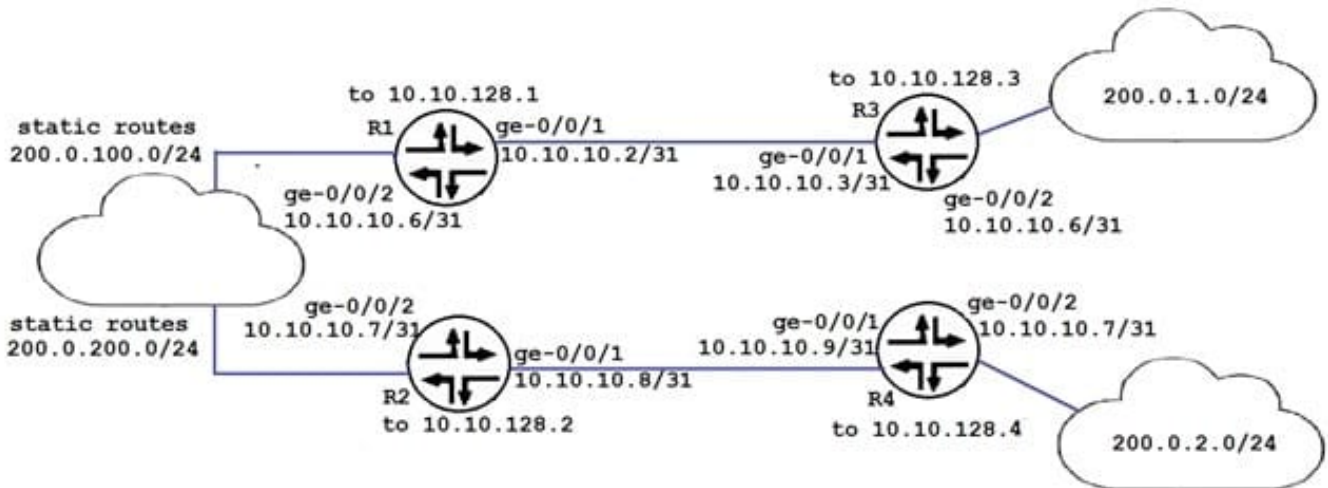 to 10.10.128.1
R1
ge-0/0/1
10.10.10.2/31
static routes
200.0.100.0/24
ge-0/0/2
10.10.10.6/31
to 10.10.128.3
R3
200.0.1.0/24
ge-0/0/1
10.10.10.3/31
ge-0/0/2
10.10.10.6/31
static routes
200.0.200.0/24
ge-0/0/2
10.10.10.7/31
ge-0/0/1
10.10.10.8/31
R2
to 10.10.128.2
ge-0/0/1
10.10.10.9/31
ge-0/0/2
10.10.10.7/31
R4
to 10.10.128.4
200.0.2.0/24